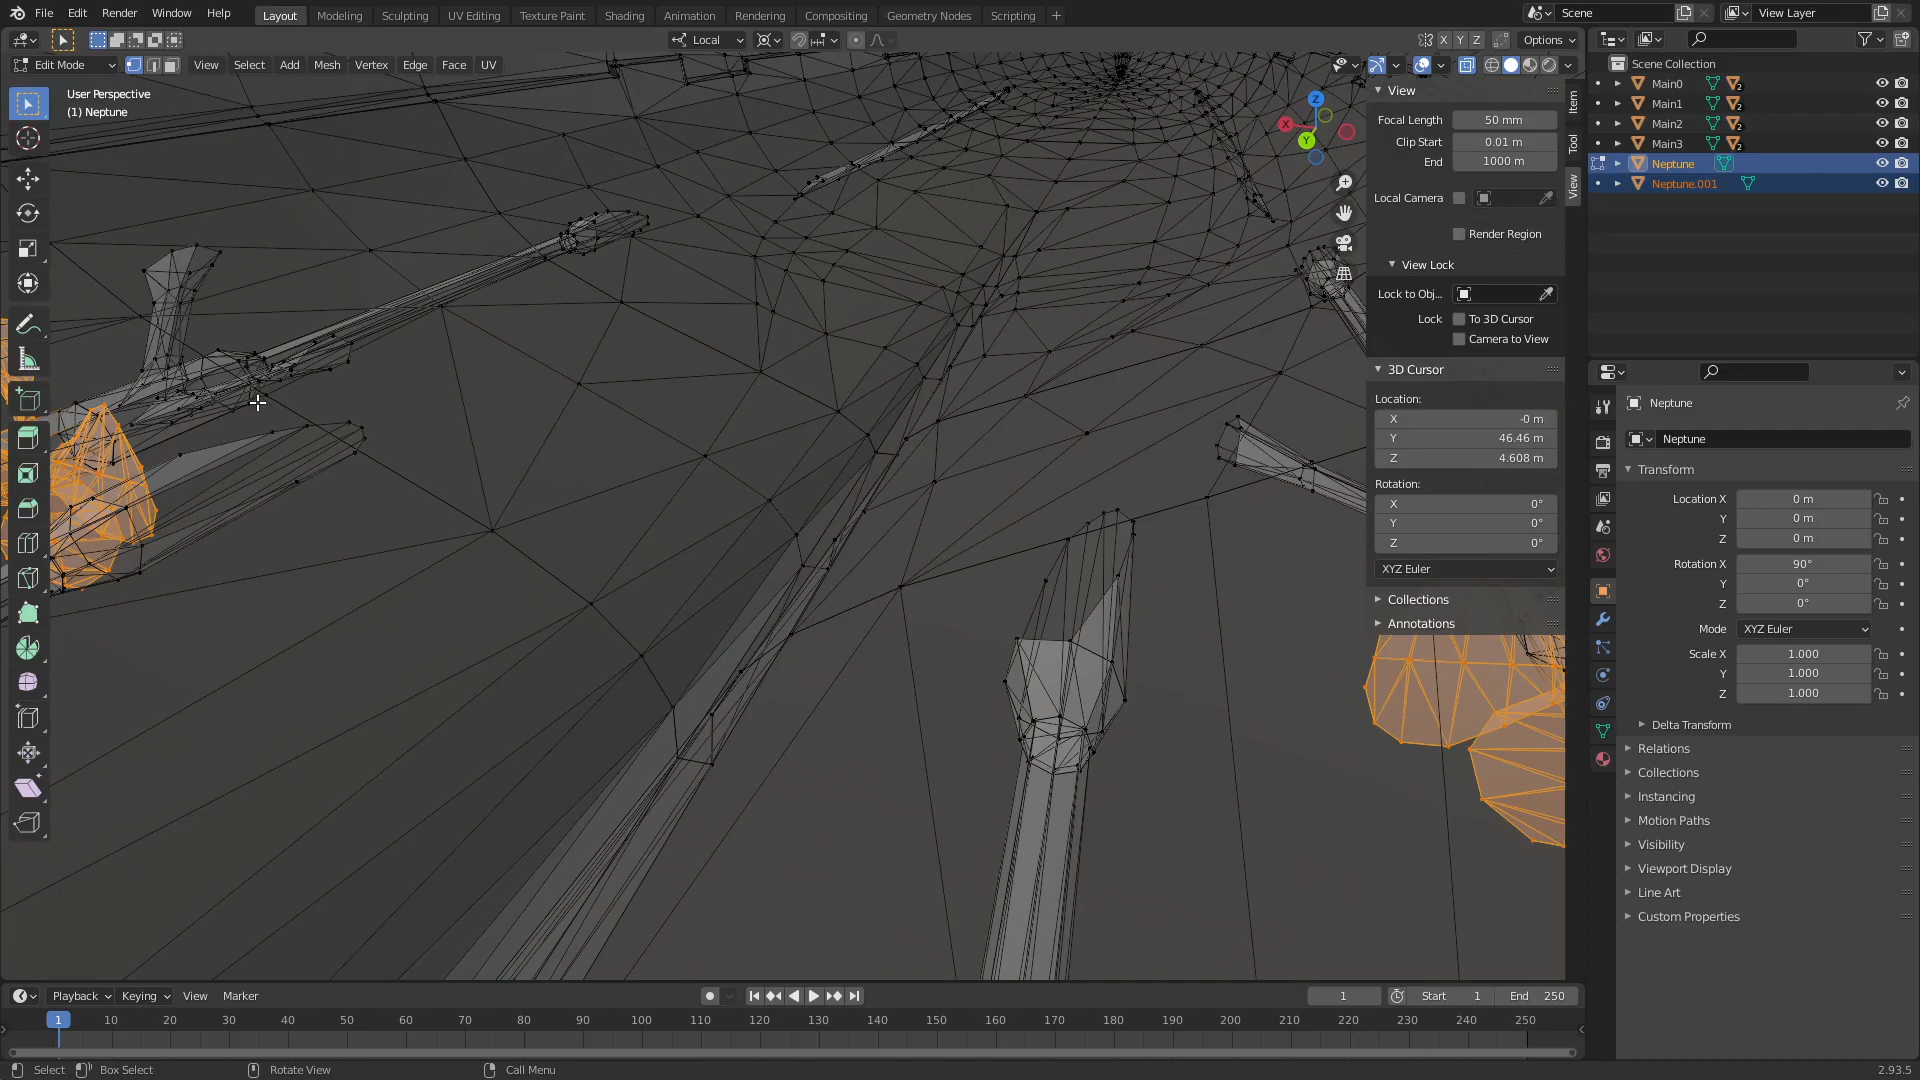 File Edit Render Window Help Layout Modeling Sculpting UV Editing Texture Paint Shading Animation Rendering Compositing Geometry Nodes Scripting + Scene View Layer
Local X Y Z Options
Edit Mode View Select Add Mesh Vertex Edge Face UV
User Perspective
(1) Neptune
Z
X
Y
View
Focal Length 50 mm
Clip Start 0.01 m
End 1000 m
Local Camera
Render Region
View Lock
Lock to Obj...
Lock To 3D Cursor
Camera to View
3D Cursor
Location:
X -0 m
Y 46.46 m
Z 4.608 m
Rotation:
X 0°
Y 0°
Z 0°
XYZ Euler
Collections
Annotations
Item
Tool
View
Scene Collection
Main0 2
Main1 2
Main2 2
Main3 2
Neptune
Neptune.001
Neptune
Neptune
Transform
Location X 0 m
Y 0 m
Z 0 m
Rotation X 90°
Y 0°
Z 0°
Mode XYZ Euler
Scale X 1.000
Y 1.000
Z 1.000
Delta Transform
Relations
Collections
Instancing
Motion Paths
Visibility
Viewport Display
Line Art
Custom Properties
Playback Keying View Marker 1 Start 1 End 250
1 10 20 30 40 50 60 70 80 90 100 110 120 130 140 150 160 170 180 190 200 210 220 230 240 250
Select Box Select Rotate View Call Menu 2.93.5